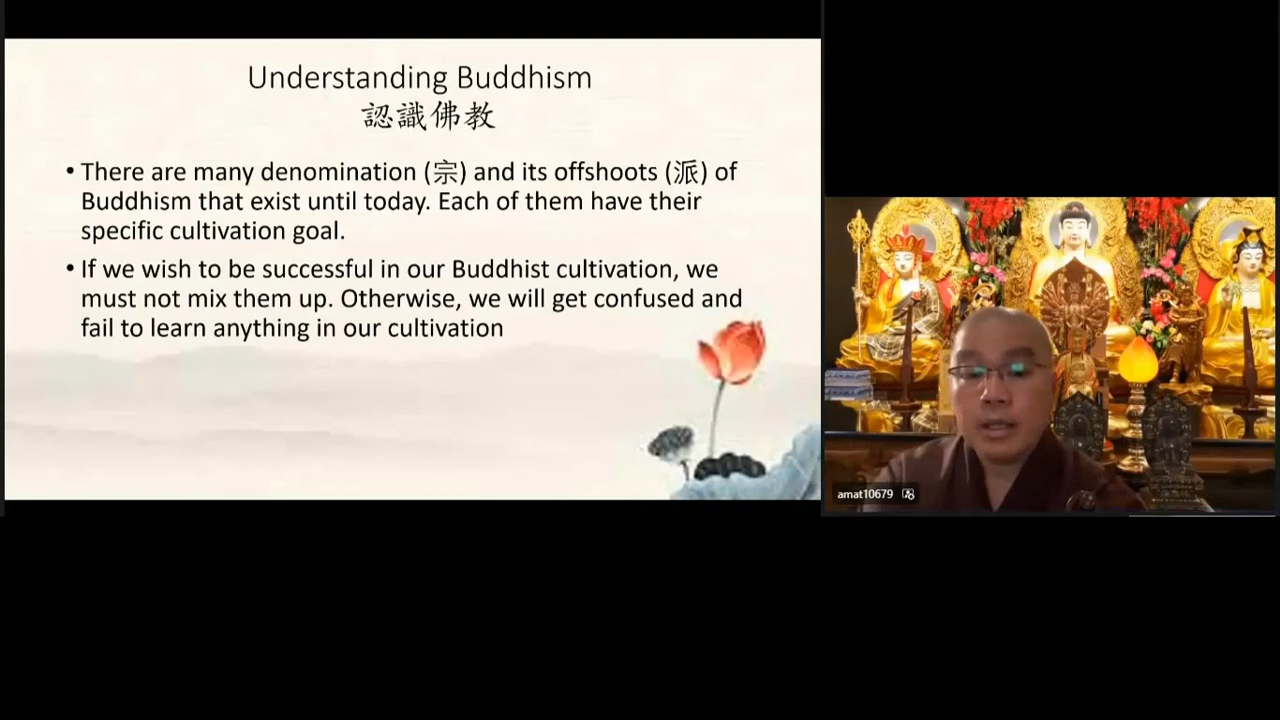 Understanding Buddhism
認識佛教
• There are many denomination (宗) and its offshoots (派) of
Buddhism that exist until today. Each of them have their
specific cultivation goal.
• If we wish to be successful in our Buddhist cultivation, we
must not mix them up. Otherwise, we will get confused and
fail to learn anything in our cultivation
amat10679